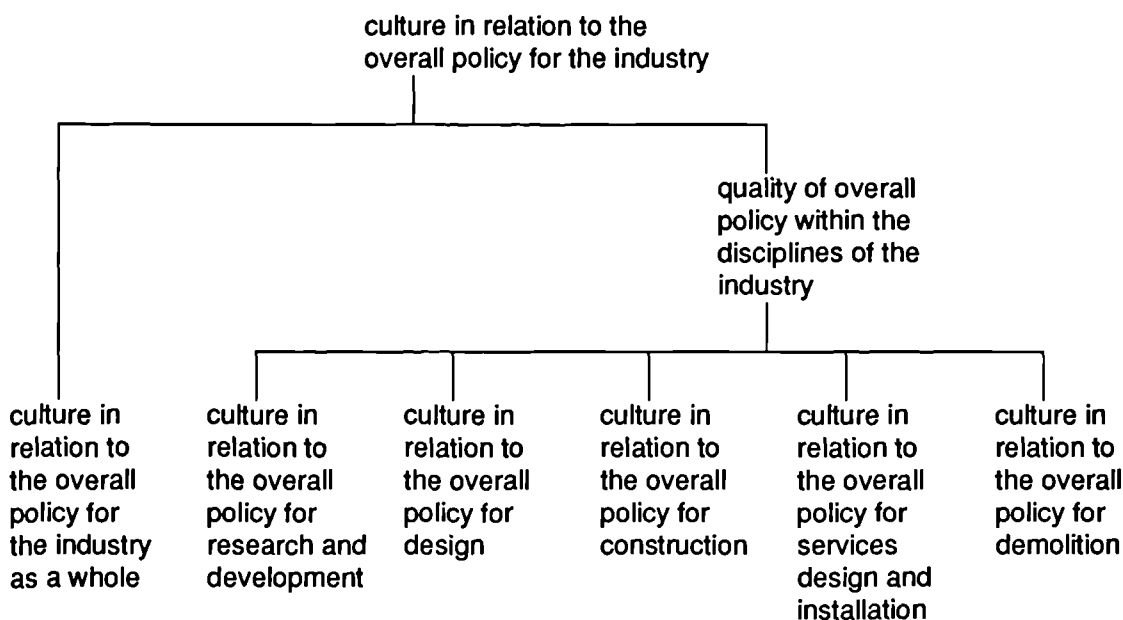 culture in relation to the
overall policy for the industry
quality of overall
policy within the
disciplines of the
industry
culture in
relation to
the overall
policy for
the industry
as a whole
culture in
relation to
the overall
policy for
research and
development
culture in
relation to
the overall
policy for
design
culture in
relation to
the overall
policy for
construction
culture in
relation to
the overall
policy for
services
design and
installation
culture in
relation to
the overall
policy for
demolition